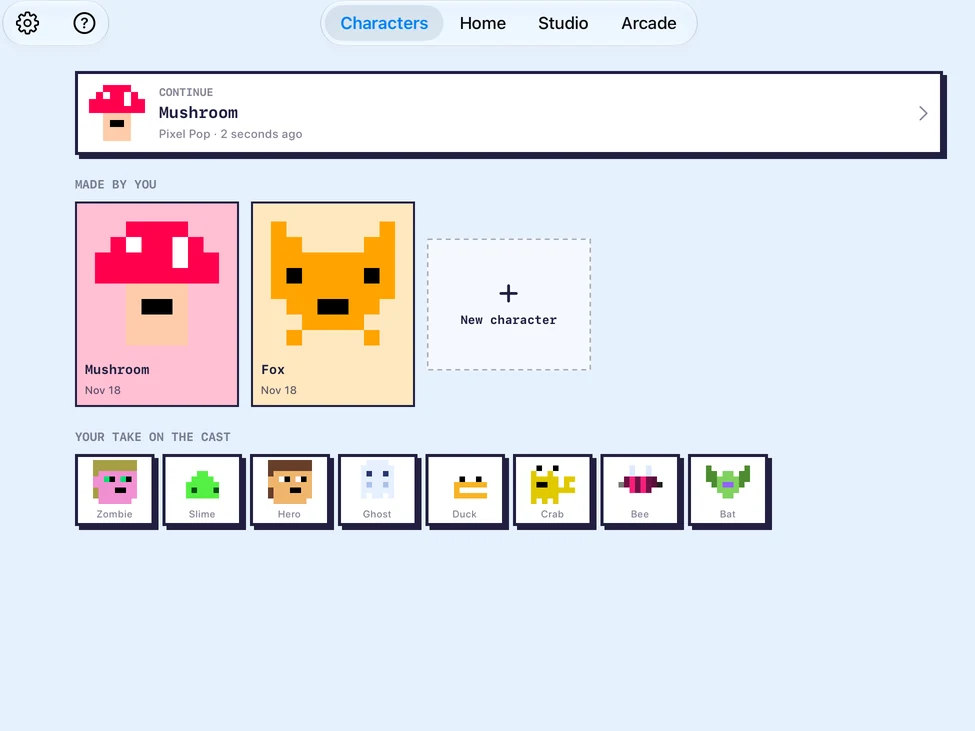 Characters
Home
Studio
Arcade
CONTINUE
Mushroom
Pixel Pop · 2 seconds ago
MADE BY YOU
Mushroom
Nov 18
Fox
Nov 18
New character
YOUR TAKE ON THE CAST
Zombie
Slime
Hero
Ghost
Duck
Crab
Bee
Bat